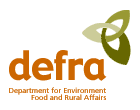 defra
Department for Environment
Food and Rural Affairs